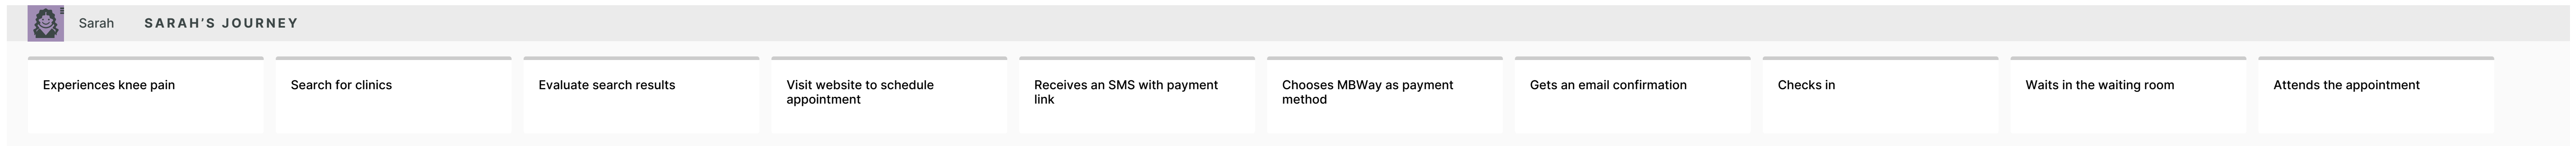 Sarah
SARAH'S JOURNEY
Experiences knee pain
Search for clinics
Evaluate search results
Visit website to schedule
appointment
Receives an SMS with payment
link
Chooses MBWay as payment
method
Gets an email confirmation
Checks in
Waits in the waiting room
Attends the appointment